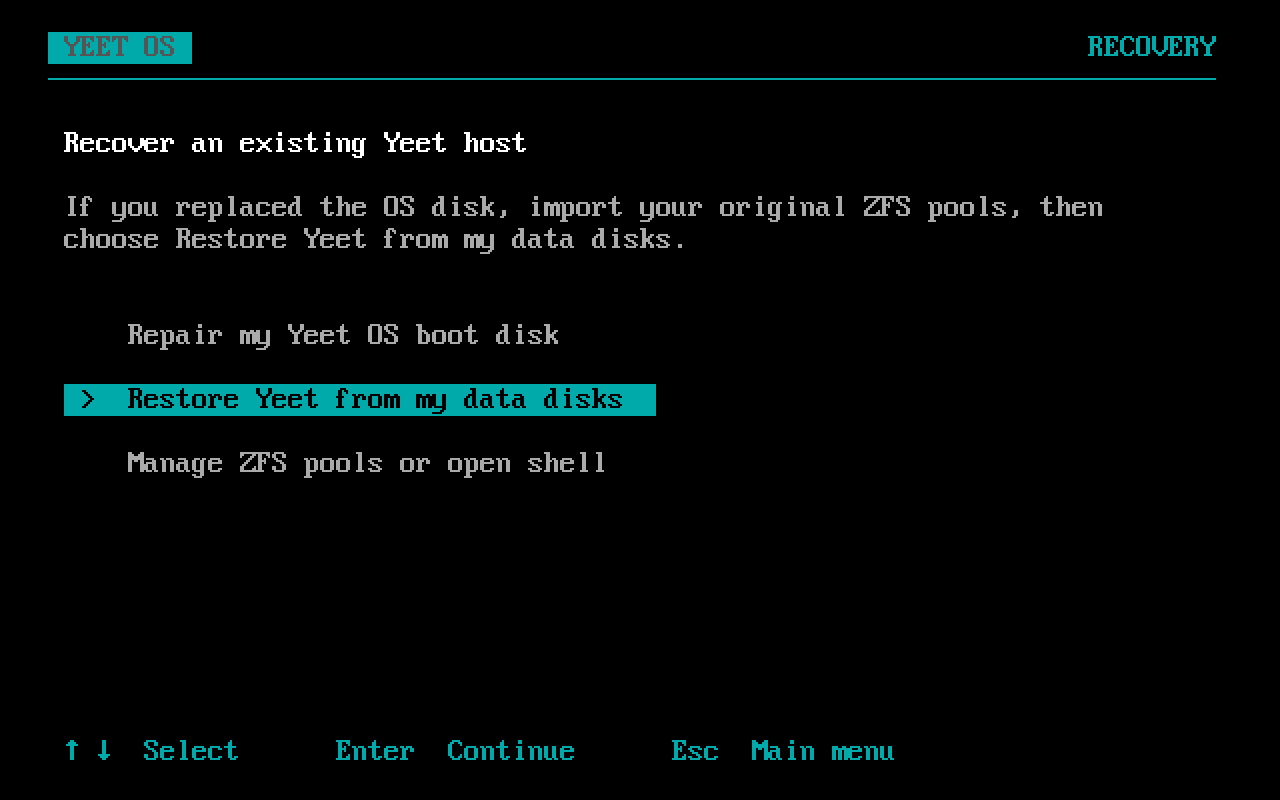 YEET OS
RECOVERY
Recover an existing Yeet host
If you replaced the OS disk, import your original ZFS pools, then
choose Restore Yeet from my data disks.
Repair my Yeet OS boot disk
> Restore Yeet from my data disks
Manage ZFS pools or open shell
↑ ↓ Select Enter Continue Esc Main menu